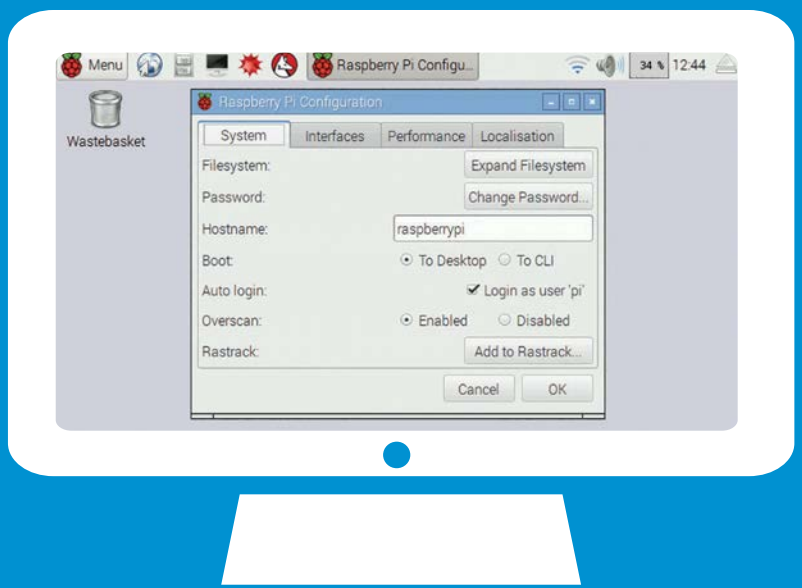 Menu Raspberry Pi Configu... 34 % 12:44
Wastebasket
Raspberry Pi Configuration
System Interfaces Performance Localisation
Filesystem: Expand Filesystem
Password: Change Password...
Hostname: raspberrypi
Boot: To Desktop To CLI
Auto login: Login as user 'pi'
Overscan: Enabled Disabled
Rastrack: Add to Rastrack...
Cancel OK